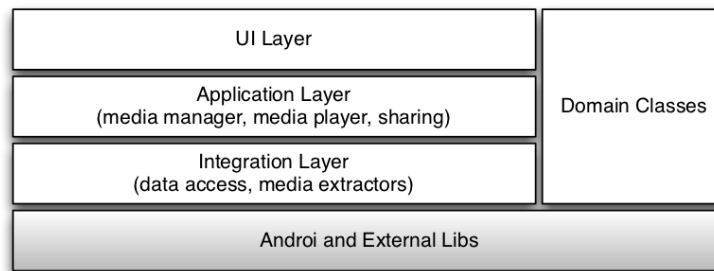 UI Layer
Application Layer
(media manager, media player, sharing)
Domain Classes
Integration Layer
(data access, media extractors)
Androi and External Libs